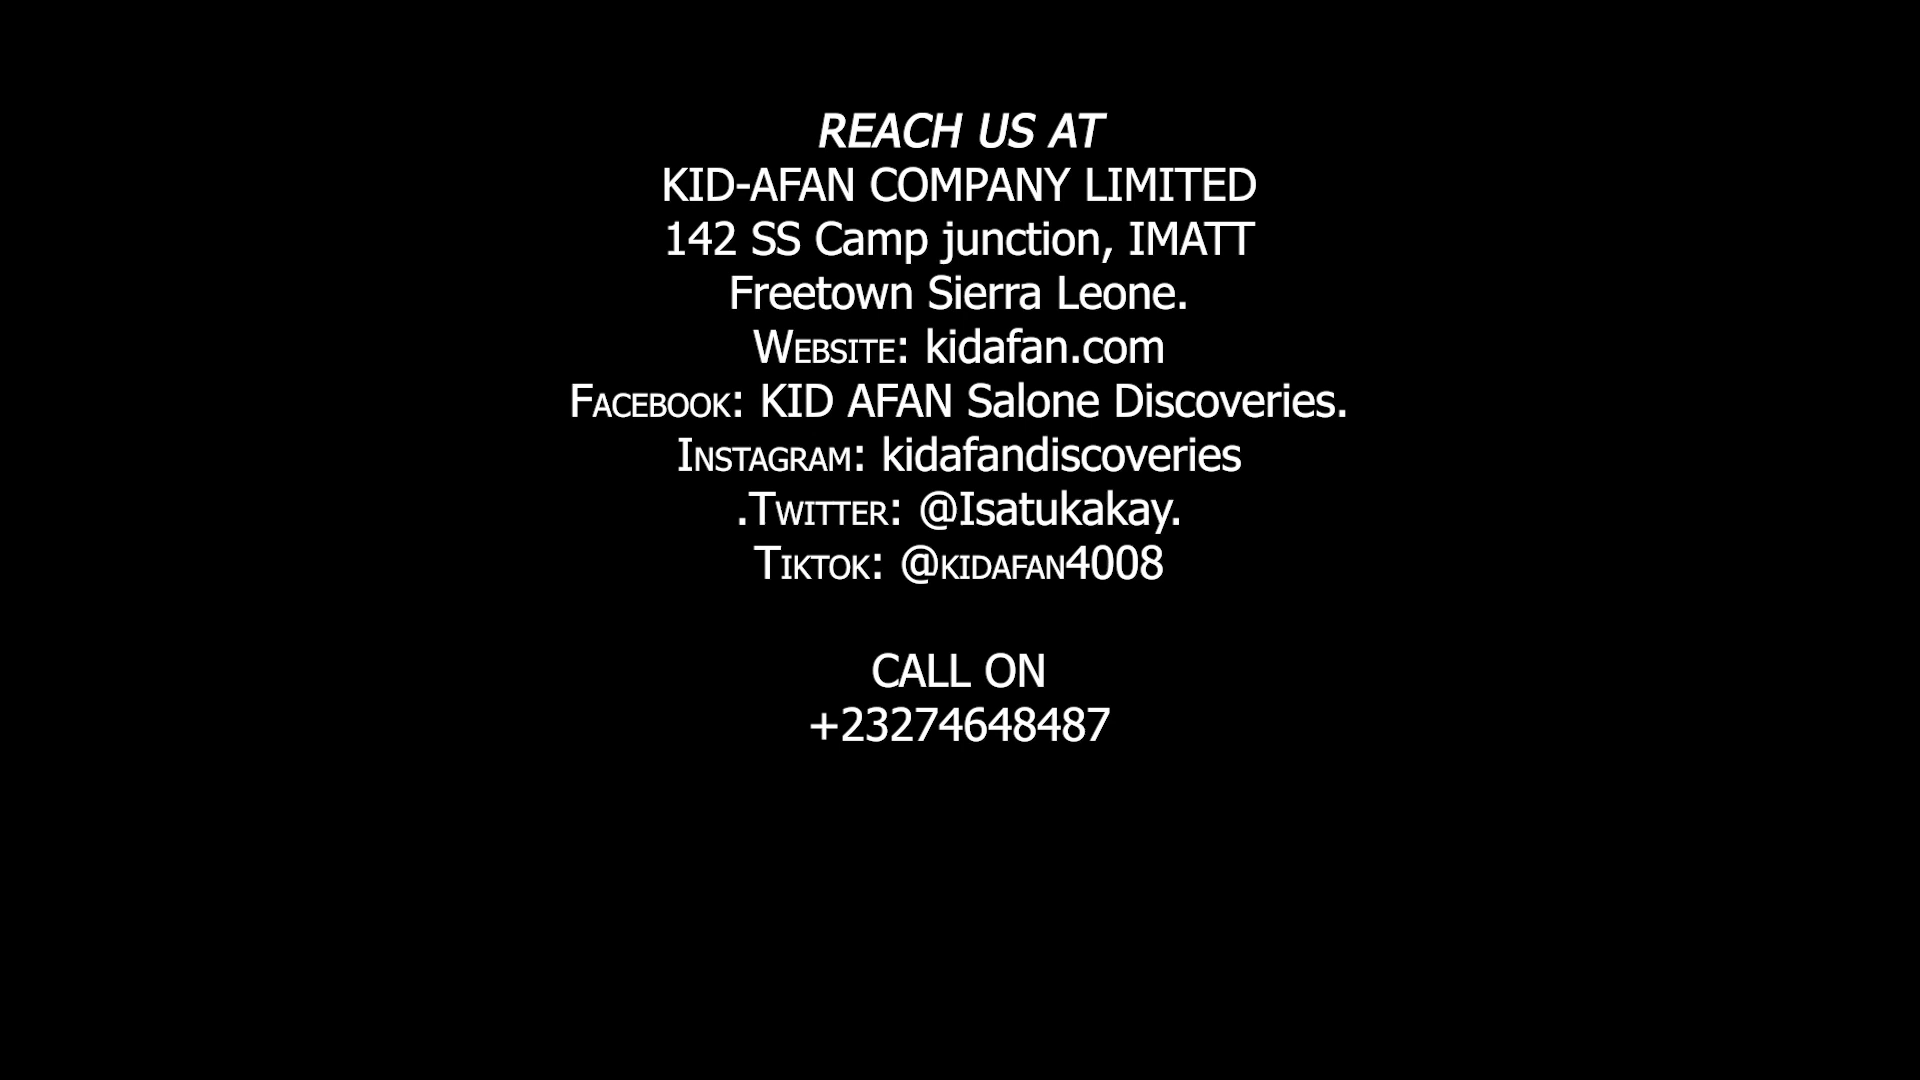 REACH US AT
KID-AFAN COMPANY LIMITED
142 SS Camp junction, IMATT
Freetown Sierra Leone.
WEBSITE: kidafan.com
FACEBOOK: KID AFAN Salone Discoveries.
INSTAGRAM: kidafandiscoveries
.TWITTER: @Isatukakay.
TIKTOK: @KIDAFAN4008
CALL ON
+23274648487